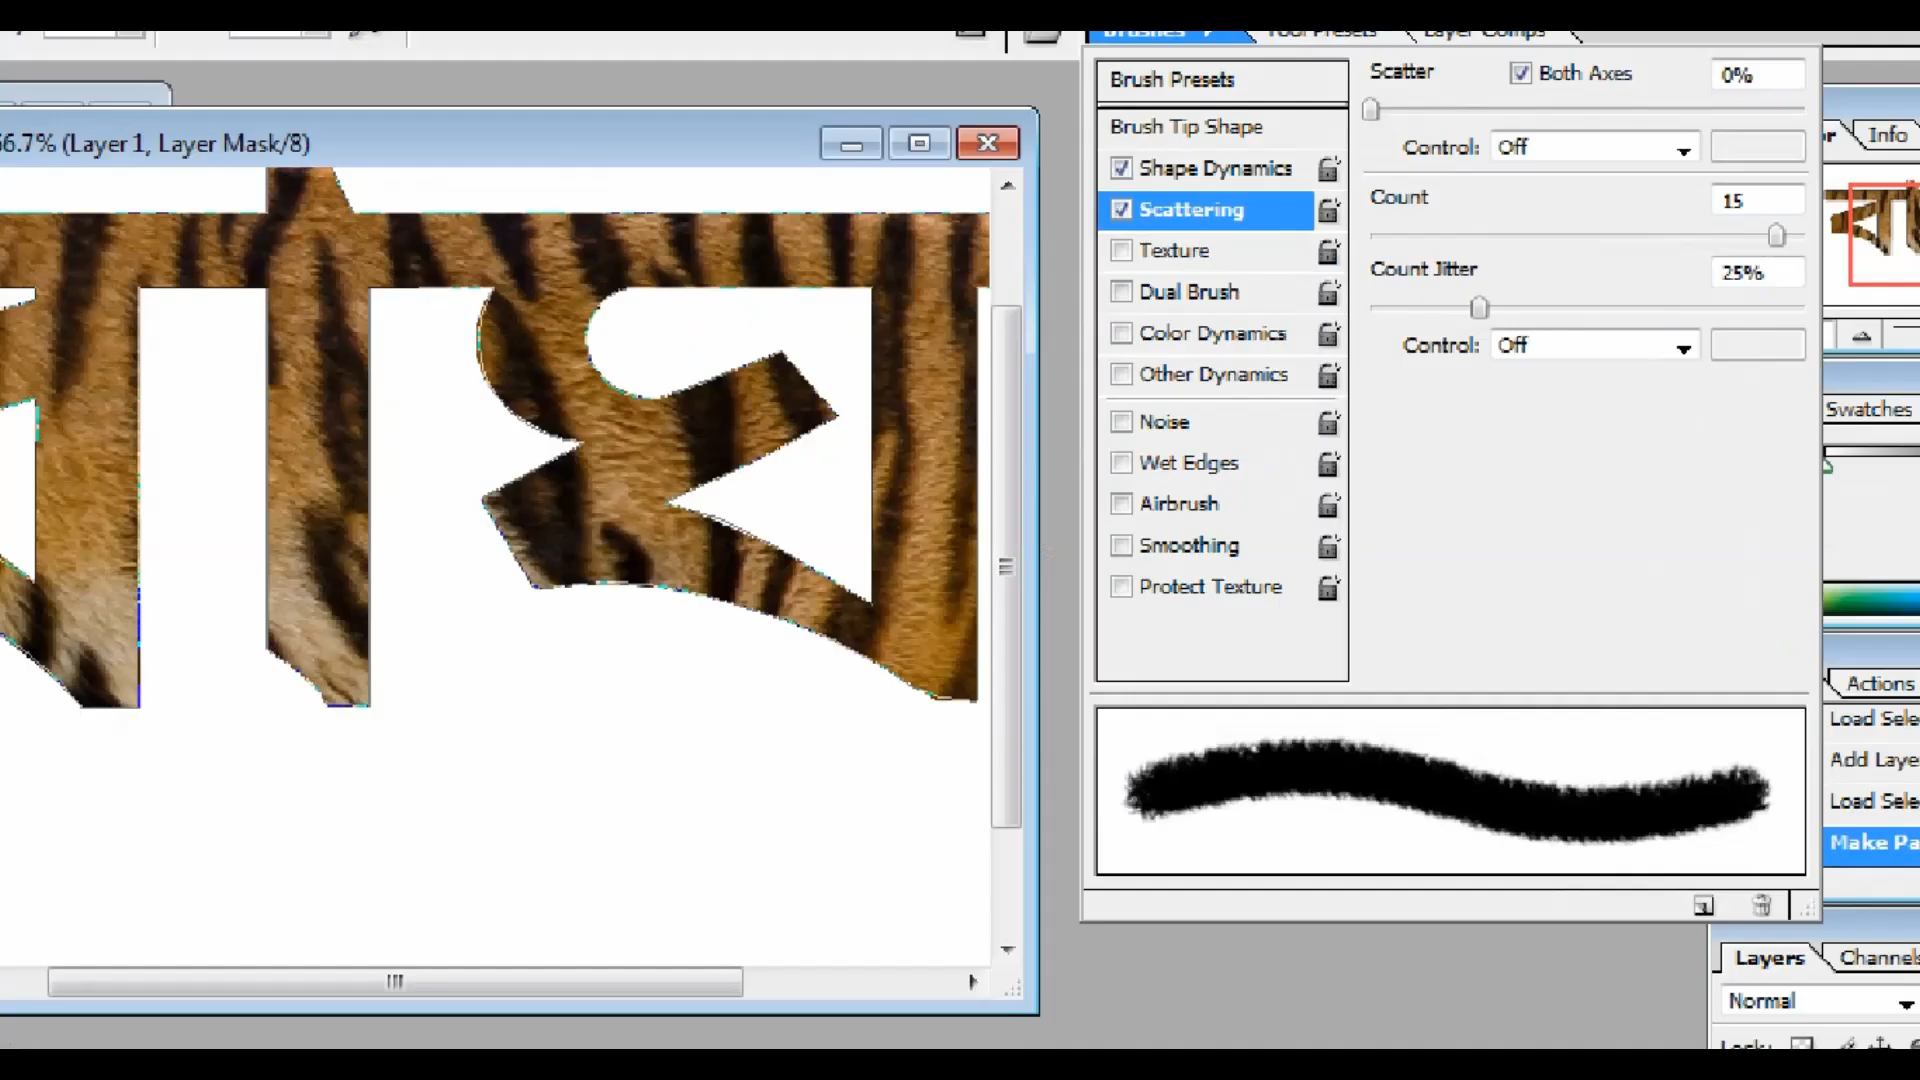 Brushes
Tool Presets
Layer Comps
66.7% (Layer 1, Layer Mask/8)
Brush Presets
Brush Tip Shape
Shape Dynamics
Scattering
Texture
Dual Brush
Color Dynamics
Other Dynamics
Noise
Wet Edges
Airbrush
Smoothing
Protect Texture
Scatter
Both Axes
0%
Control: Off
Count
15
Count Jitter
25%
Control: Off
Info
Swatches
Actions
Load Sele
Add Laye
Load Sele
Make Pa
Layers
Channels
Normal
Lock: